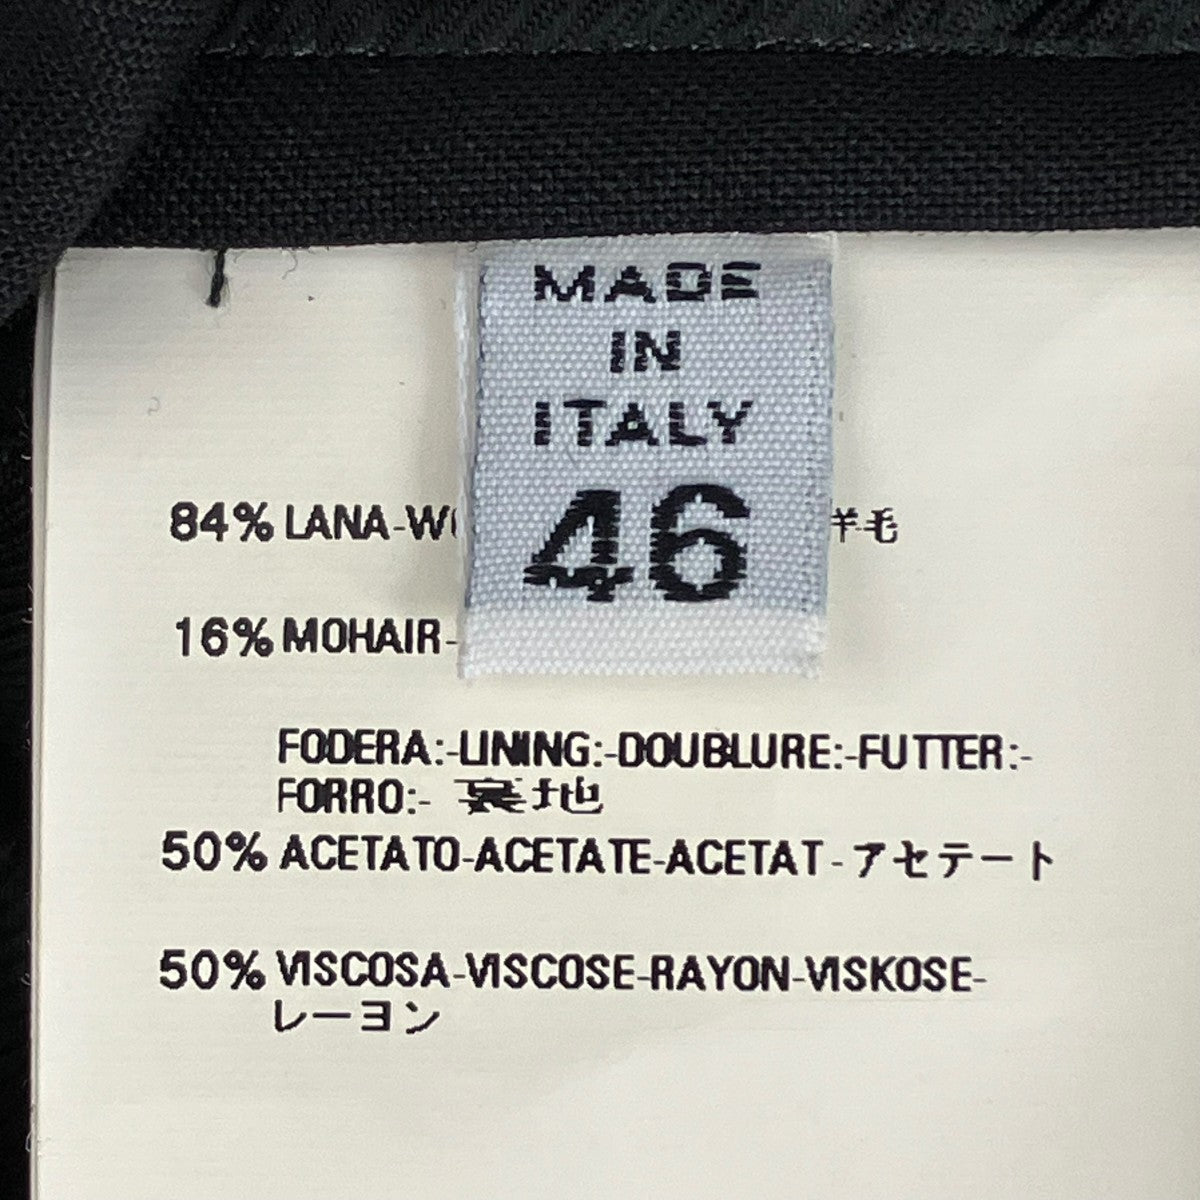 MADE
IN
ITALY
46
84% LANA- 羊毛
16% MOHAIR-
FODERA:-LINING:-DOUBLURE:-FUTTER:-
FORRO:- 裏地
50% ACETATO-ACETATE-ACETAT-アセテート
50% VISCOSA-VISCOSE-RAYON-VISKOSE-
レーヨン